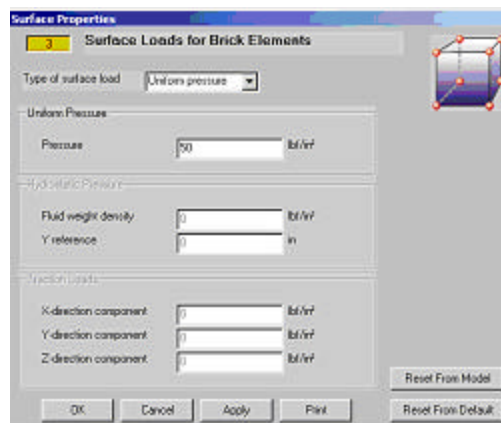 Surface Properties
3 Surface Loads for Brick Elements
Type of surface load Uniform pressure
Uniform Pressure
Pressure 50 lbf/in²
Hydrostatic Pressure
Fluid weight density 0 lbf/in³
Y reference 0 in
Traction Loads
X-direction component 0 lbf/in²
Y-direction component 0 lbf/in²
Z-direction component 0 lbf/in²
Reset From Model
OK Cancel Apply Print Reset From Default